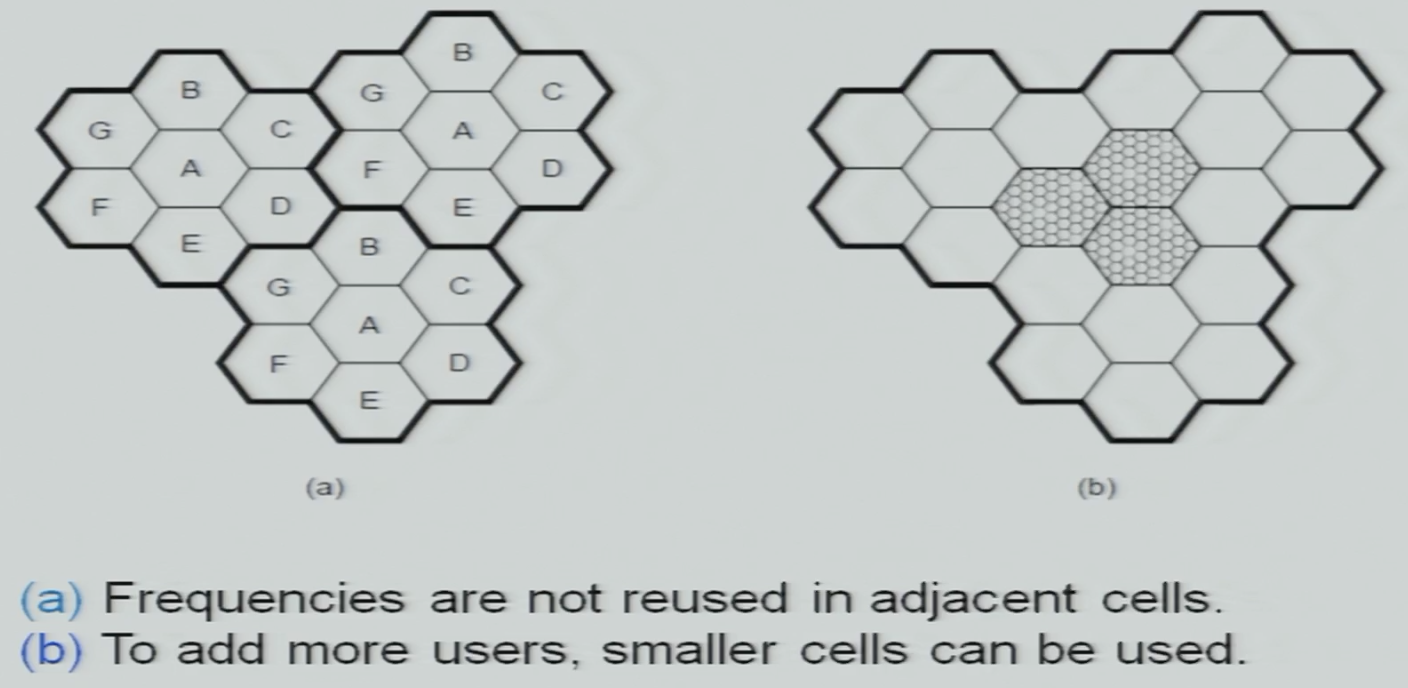 B
B
G
C
G
C
A
A
F
D
F
D
E
E
B
G
C
A
F
D
E
(a)
(b)
(a) Frequencies are not reused in adjacent cells.
(b) To add more users, smaller cells can be used.